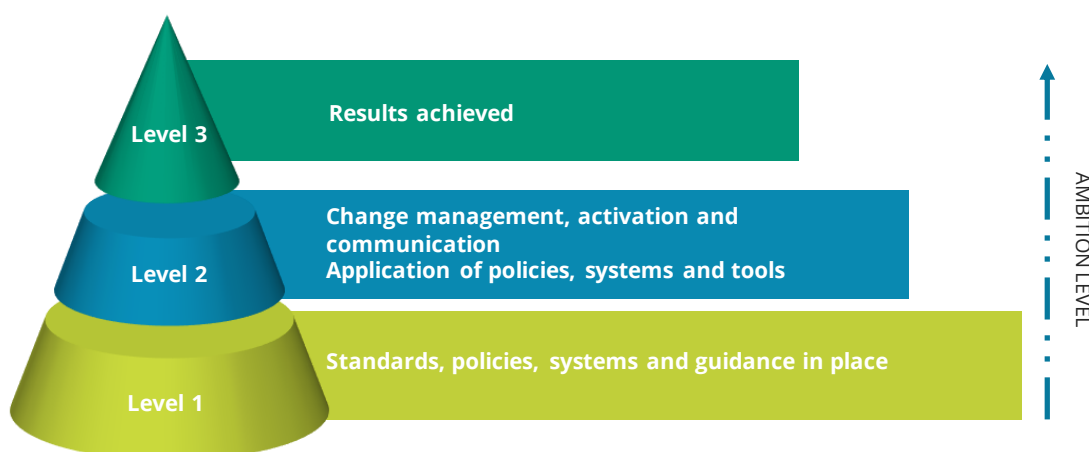 Level 3
Results achieved
Level 2
Change management, activation and
communication
Application of policies, systems and tools
Level 1
Standards, policies, systems and guidance in place
AMBITION LEVEL